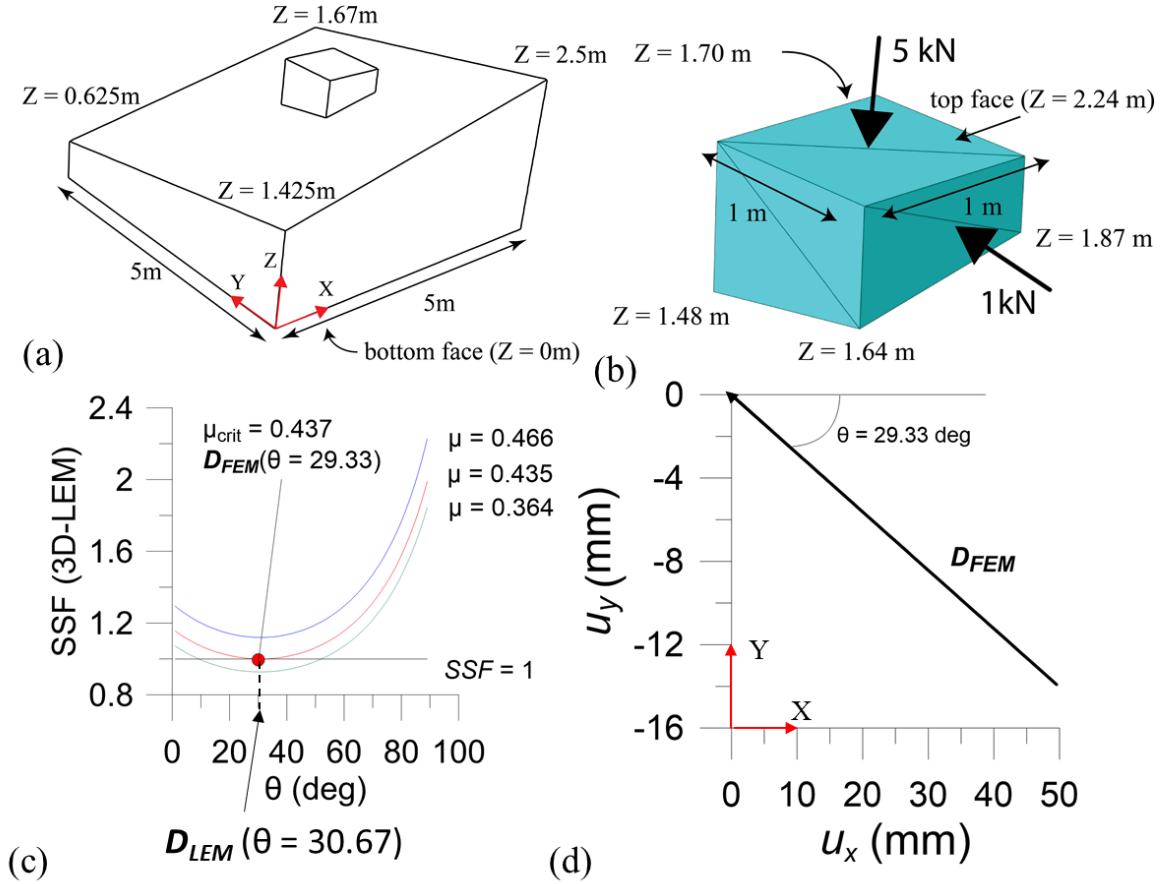 Z = 1.67m
Z = 2.5m
Z = 0.625m
Z = 1.425m
Z
Y
X
5m
5m
bottom face (Z = 0m)
(a)
Z = 1.70 m
5 kN
top face (Z = 2.24 m)
1 m
1 m
Z = 1.87 m
1kN
Z = 1.48 m
Z = 1.64 m
(b)
2.4
2
1.6
1.2
0.8
SSF (3D-LEM)
μcrit = 0.437
DFEM(θ = 29.33)
μ = 0.466
μ = 0.435
μ = 0.364
SSF = 1
0 20 40 60 80 100
θ (deg)
DLEM (θ = 30.67)
(c)
0
-4
-8
-12
-16
uy (mm)
θ = 29.33 deg
DFEM
Y
X
0 10 20 30 40 50
ux (mm)
(d)